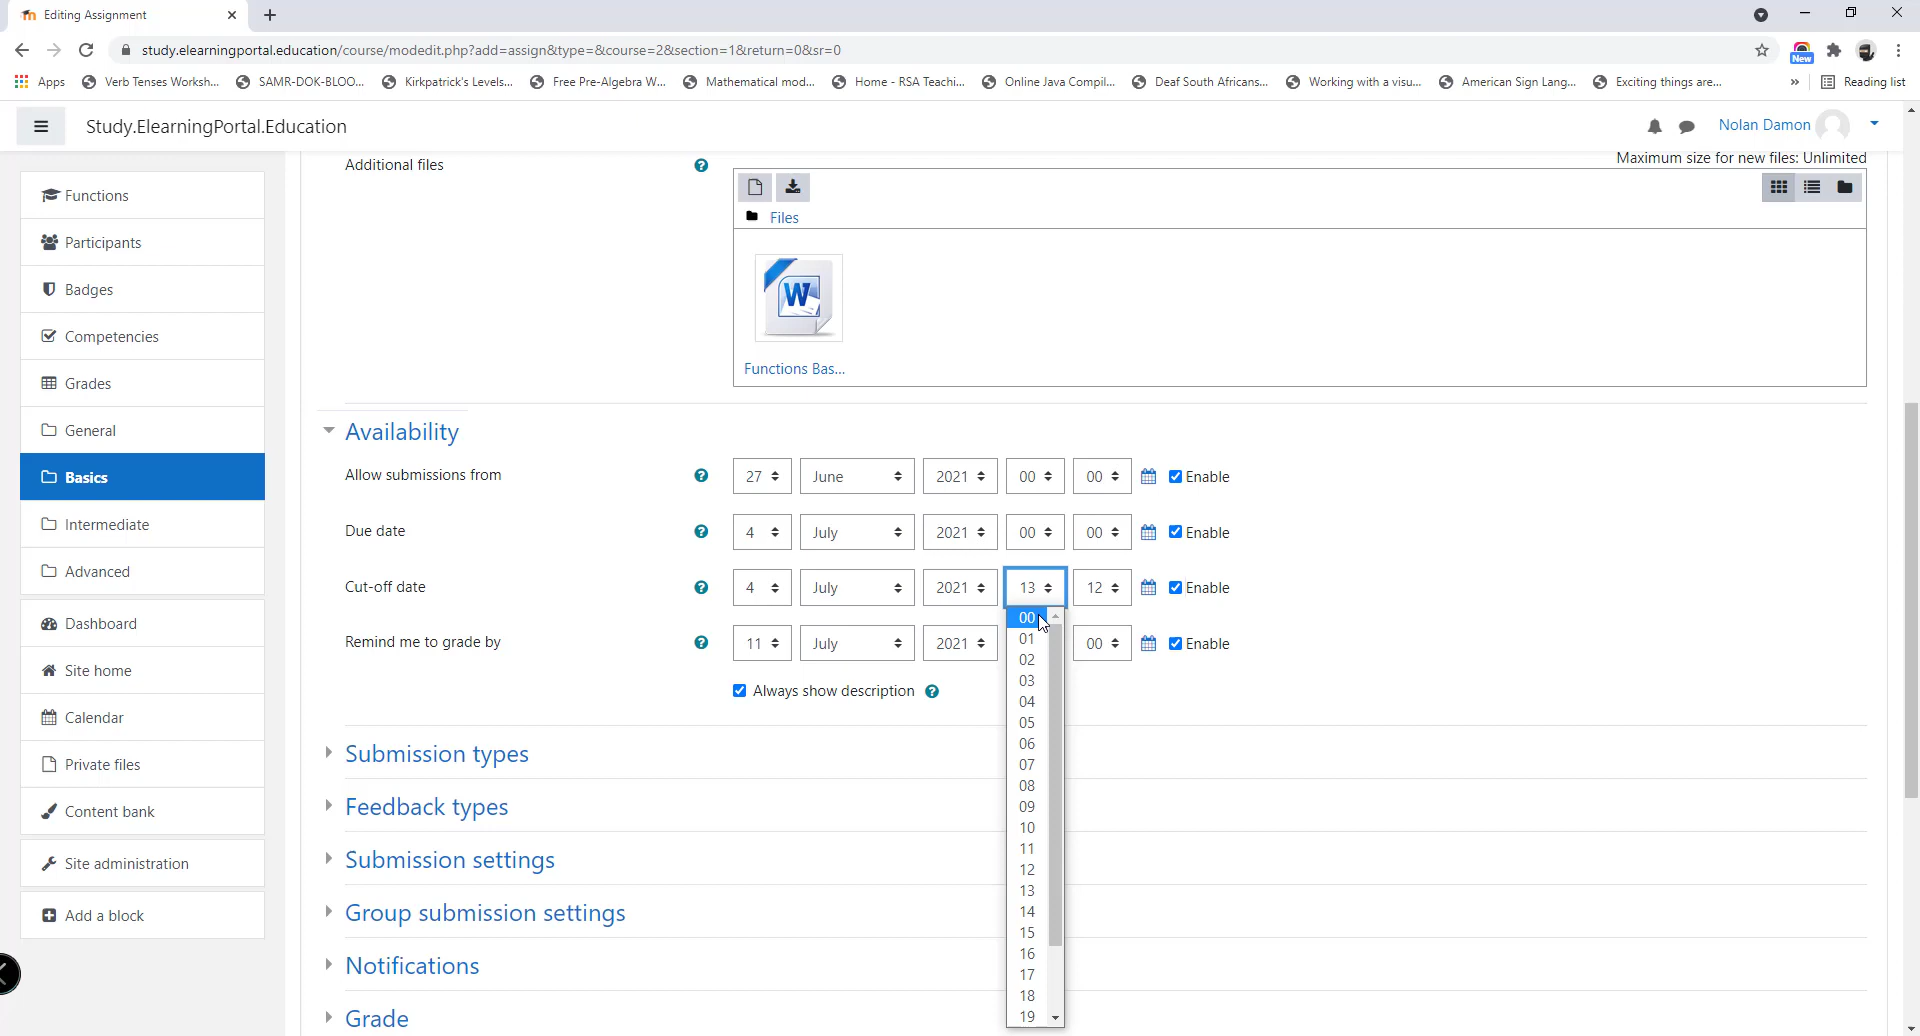 Editing Assignment
study.elearningportal.education/course/modedit.php?add=assign&type=&course=2&section=1&return=0&sr=0
New
Apps
Verb Tenses Worksh...
SAMR-DOK-BLOO...
Kirkpatrick's Levels...
Free Pre-Algebra W...
Mathematical mod...
Home - RSA Teachi...
Online Java Compil...
Deaf South Africans...
Working with a visu...
American Sign Lang...
Exciting things are...
»
Reading list
Study.ElearningPortal.Education
Nolan Damon
Functions
Participants
Badges
Competencies
Grades
General
Basics
Intermediate
Advanced
Dashboard
Site home
Calendar
Private files
Content bank
Site administration
Add a block
Additional files
Maximum size for new files: Unlimited
Files
W
Functions Bas...
Availability
Allow submissions from 27 June 2021 00 00 Enable
Due date 4 July 2021 00 00 Enable
Cut-off date 4 July 2021 13 12 Enable
Remind me to grade by 11 July 2021 00 Enable
Always show description
00
01
02
03
04
05
06
07
08
09
10
11
12
13
14
15
16
17
18
19
Submission types
Feedback types
Submission settings
Group submission settings
Notifications
Grade